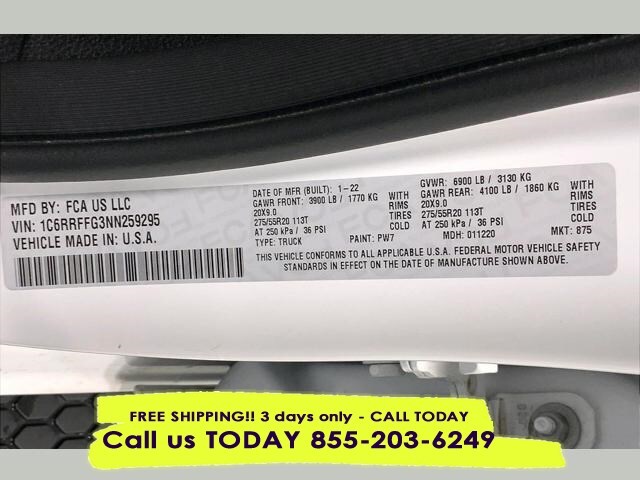 MFD BY: FCA US LLC
VIN: 1C6RRFFG3NN259295
VEHICLE MADE IN: U.S.A.
DATE OF MFR (BUILT): 1-22
GAWR FRONT: 3900 LB / 1770 KG
20X9.0
275/55R20 113T
AT 250 kPa / 36 PSI
TYPE: TRUCK PAINT: PW7
WITH
TIRES
RIMS
COLD
GVWR: 6900 LB / 3130 KG
GAWR REAR: 4100 LB / 1860 KG
20X9.0
275/55R20 113T
AT 250 kPa / 36 PSI
MDH: 011220 MKT: 875
WITH
TIRES
RIMS
COLD
THIS VEHICLE CONFORMS TO ALL APPLICABLE U.S.A. FEDERAL MOTOR VEHICLE SAFETY
STANDARDS IN EFFECT ON THE DATE OF MANUFACTURE SHOWN ABOVE.
FREE SHIPPING!! 3 days only - CALL TODAY
Call us TODAY 855-203-6249